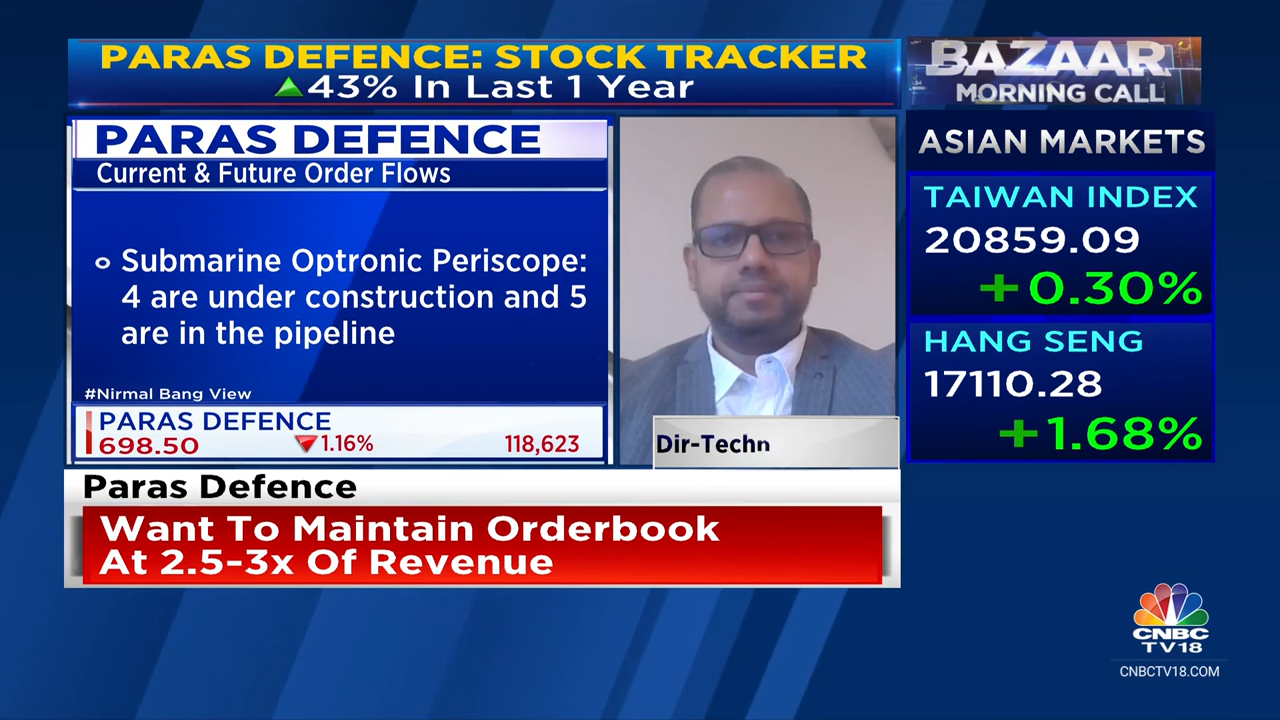 PARAS DEFENCE: STOCK TRACKER
▲43% In Last 1 Year
PARAS DEFENCE
Current & Future Order Flows
Submarine Optronic Periscope:
4 are under construction and 5
are in the pipeline
#Nirmal Bang View
PARAS DEFENCE
698.50 ▼1.16% 118,623
Dir-Techn
Paras Defence
Want To Maintain Orderbook
At 2.5-3x Of Revenue
BAZAAR
MORNING CALL
ASIAN MARKETS
TAIWAN INDEX
20859.09
+0.30%
HANG SENG
17110.28
+1.68%
CNBC
TV18
CNBCTV18.COM